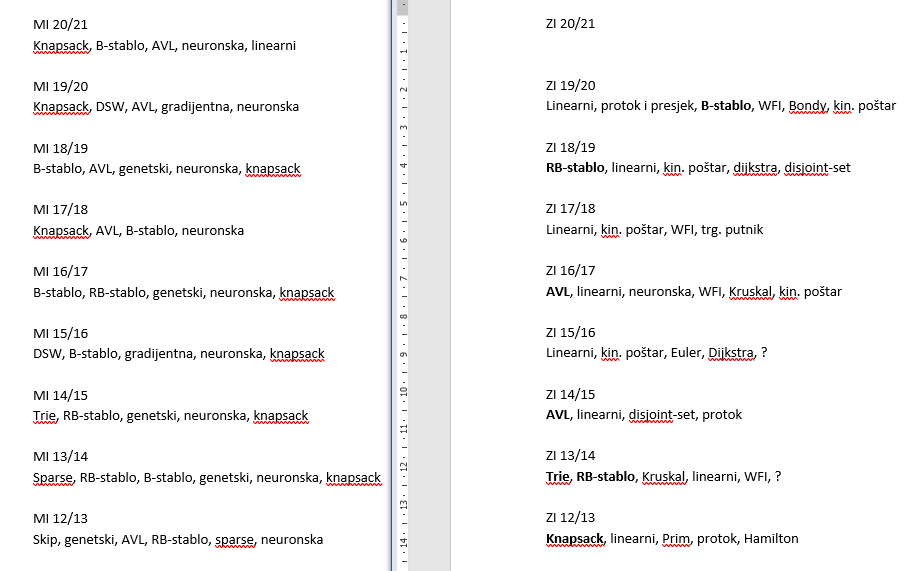 MI 20/21
Knapsack, B-stablo, AVL, neuronska, linearni
MI 19/20
Knapsack, DSW, AVL, gradijentna, neuronska
MI 18/19
B-stablo, AVL, genetski, neuronska, knapsack
MI 17/18
Knapsack, AVL, B-stablo, neuronska
MI 16/17
B-stablo, RB-stablo, genetski, neuronska, knapsack
MI 15/16
DSW, B-stablo, gradijentna, neuronska, knapsack
MI 14/15
Trie, RB-stablo, genetski, neuronska, knapsack
MI 13/14
Sparse, RB-stablo, B-stablo, genetski, neuronska, knapsack
MI 12/13
Skip, genetski, AVL, RB-stablo, sparse, neuronska
1
2
3
4
5
6
7
8
9
10
11
12
13
14
ZI 20/21
ZI 19/20
Linearni, protok i presjek, B-stablo, WFI, Bondy, kin. poštar
ZI 18/19
RB-stablo, linearni, kin. poštar, dijkstra, disjoint-set
ZI 17/18
Linearni, kin. poštar, WFI, trg. putnik
ZI 16/17
AVL, linearni, neuronska, WFI, Kruskal, kin. poštar
ZI 15/16
Linearni, kin. poštar, Euler, Dijkstra, ?
ZI 14/15
AVL, linearni, disjoint-set, protok
ZI 13/14
Trie, RB-stablo, Kruskal, linearni, WFI, ?
ZI 12/13
Knapsack, linearni, Prim, protok, Hamilton